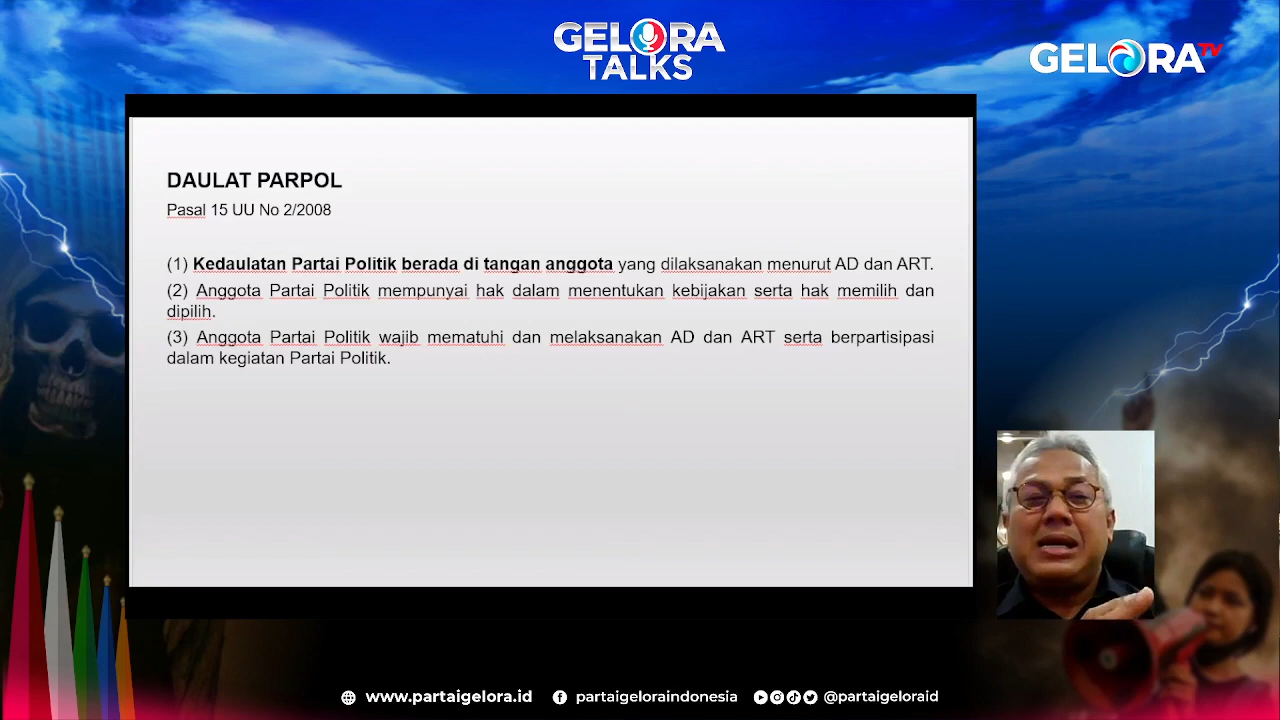 GELORA
TALKS
GELORA TV
DAULAT PARPOL
Pasal 15 UU No 2/2008
(1) Kedaulatan Partai Politik berada di tangan anggota yang dilaksanakan menurut AD dan ART.
(2) Anggota Partai Politik mempunyai hak dalam menentukan kebijakan serta hak memilih dan
dipilih.
(3) Anggota Partai Politik wajib mematuhi dan melaksanakan AD dan ART serta berpartisipasi
dalam kegiatan Partai Politik.
www.partaigelora.id partaigeloraindonesia @partaigeloraid